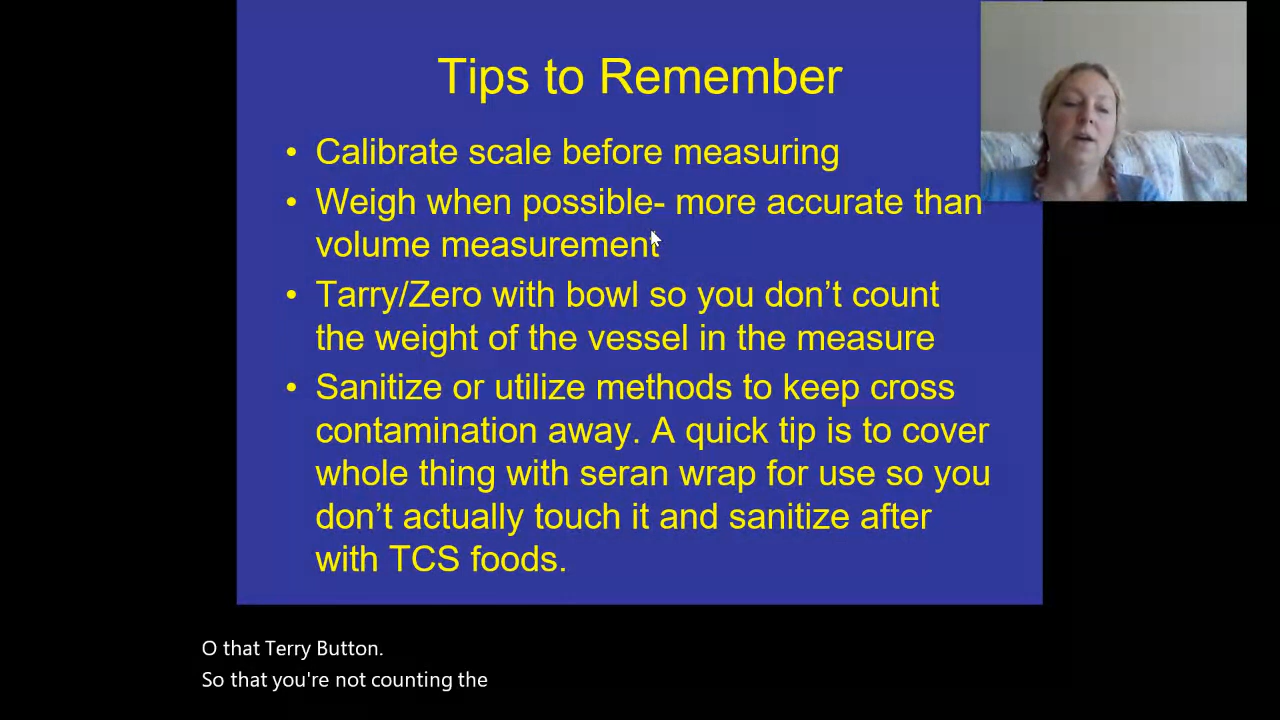 Tips to Remember
• Calibrate scale before measuring
• Weigh when possible- more accurate than
volume measurement
• Tarry/Zero with bowl so you don’t count
the weight of the vessel in the measure
• Sanitize or utilize methods to keep cross
contamination away. A quick tip is to cover
whole thing with seran wrap for use so you
don’t actually touch it and sanitize after
with TCS foods.
O that Terry Button.
So that you're not counting the